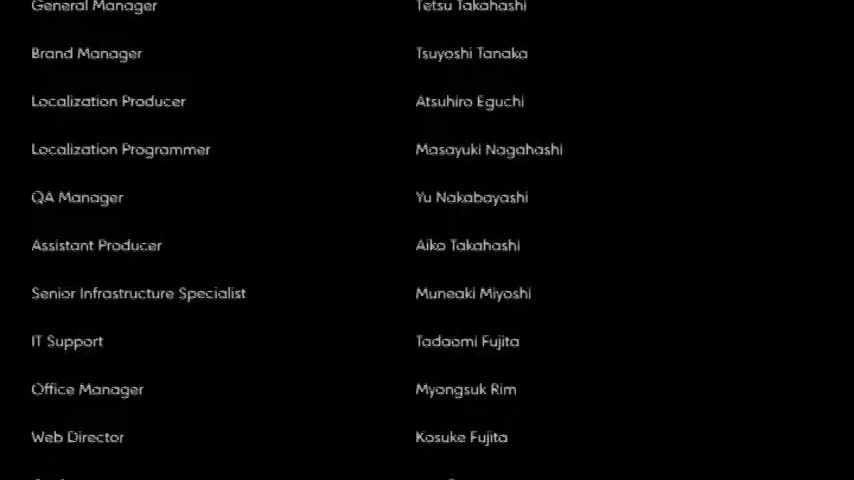 General Manager Tetsu Takahashi
Brand Manager Tsuyoshi Tanaka
Localization Producer Atsuhiro Eguchi
Localization Programmer Masayuki Nagahashi
QA Manager Yu Nakabayashi
Assistant Producer Aiko Takahashi
Senior Infrastructure Specialist Muneaki Miyoshi
IT Support Tadaomi Fujita
Office Manager Myongsuk Rim
Web Director Kosuke Fujita